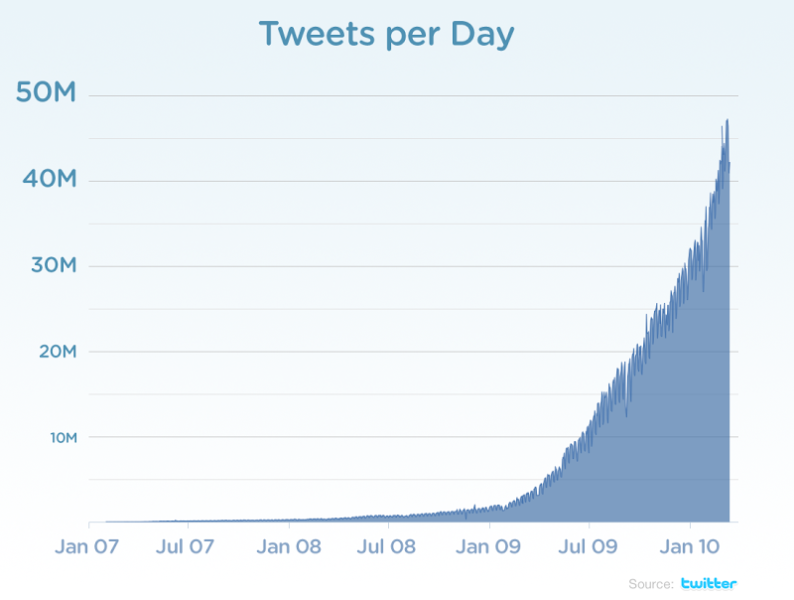 Tweets per Day
50M
40M
30M
20M
10M
Jan 07 Jul 07 Jan 08 Jul 08 Jan 09 Jul 09 Jan 10
Source: twitter